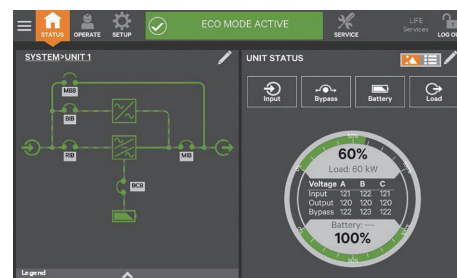 STATUS
OPERATE
SETUP
ECO MODE ACTIVE
SERVICE
LIFE
Services
LOG OUT
SYSTEM>UNIT 1
MBB
BIB
RIB
MIB
BCB
Legend
UNIT STATUS
Input
Bypass
Battery
Load
60%
Load: 60 kW
Voltage A B C
Input 121 122 121
Output 120 120 120
Bypass 122 123 122
Battery: ---
100%